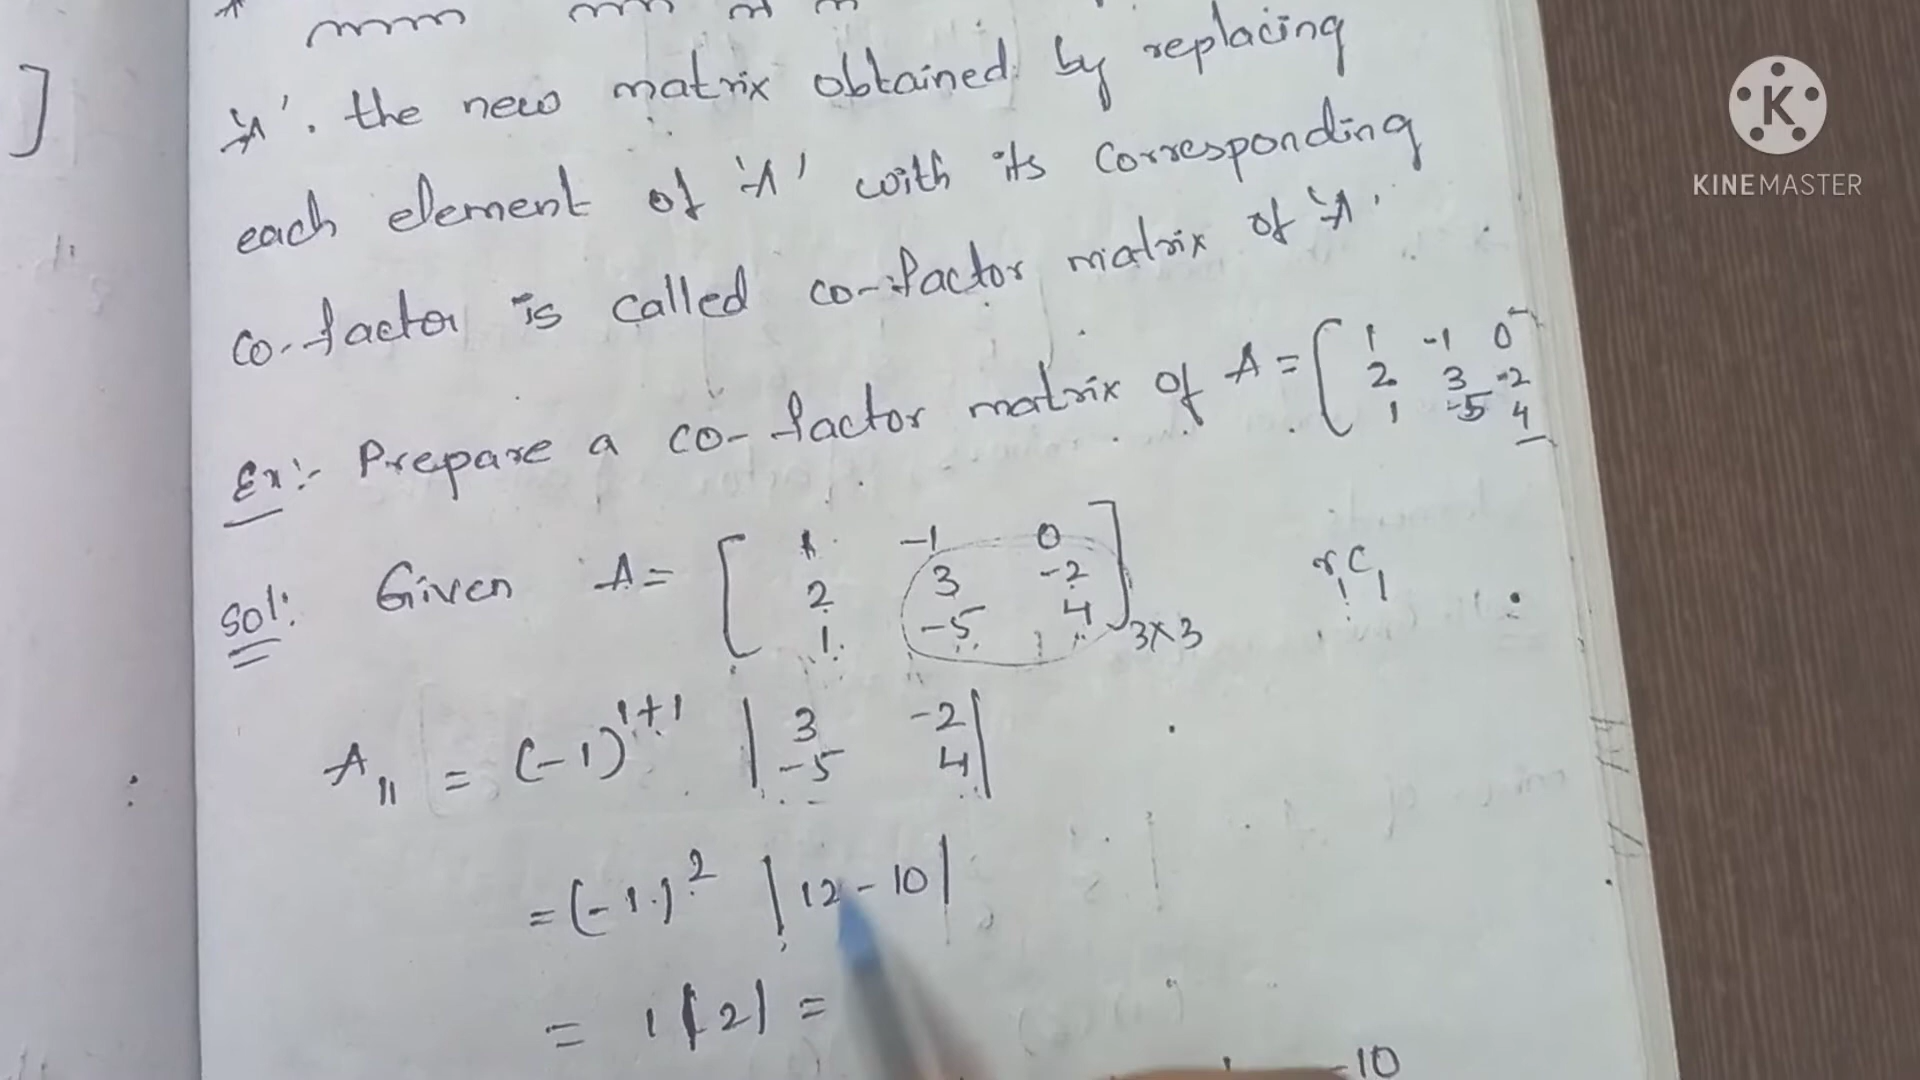 ]
'A'. the new matrix obtained by replacing
each element of 'A' with its corresponding
co-factor is called co-factor matrix of 'A'
Ex:- Prepare a co-factor matrix of A = [ 1 -1 0
2 3 -2
1 -5 4
Sol: Given A = [ 1 -1 0
2 3 -2
1 -5 4 ] 3×3
r₁ C₁
A₁₁ = (-1)¹⁺¹ | 3 -2
-5 4 |
= (-1)² | 12 - 10 |
= 1 |2| =
-10
K
KINEMASTER